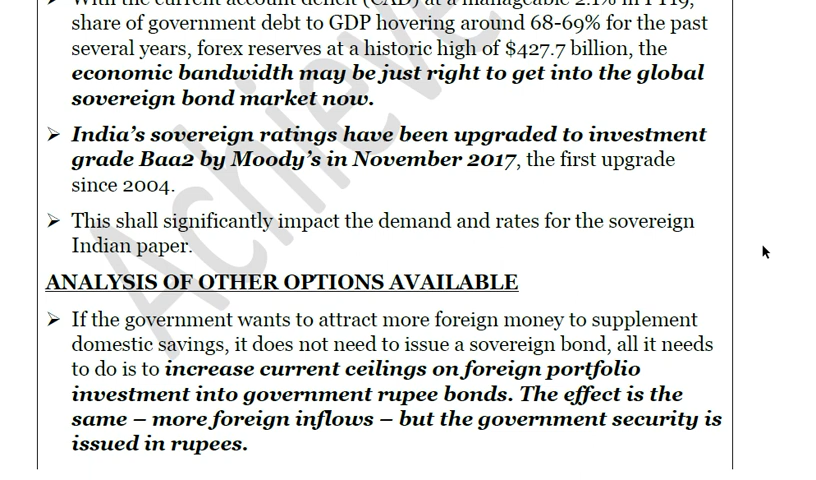 share of government debt to GDP hovering around 68-69% for the past
several years, forex reserves at a historic high of $427.7 billion, the
economic bandwidth may be just right to get into the global
sovereign bond market now.
➢ India's sovereign ratings have been upgraded to investment
grade Baa2 by Moody's in November 2017, the first upgrade
since 2004.
➢ This shall significantly impact the demand and rates for the sovereign
Indian paper.
ANALYSIS OF OTHER OPTIONS AVAILABLE
➢ If the government wants to attract more foreign money to supplement
domestic savings, it does not need to issue a sovereign bond, all it needs
to do is to increase current ceilings on foreign portfolio
investment into government rupee bonds. The effect is the
same – more foreign inflows – but the government security is
issued in rupees.
Achieve